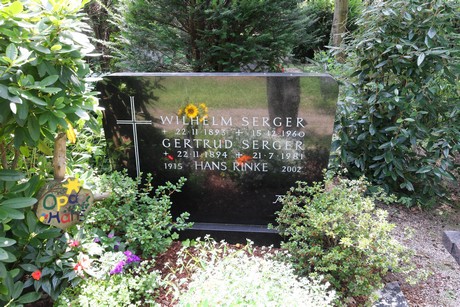 WILHELM SERGER
* 22·11·1893 + 15·12·1960
GERTRUD SERGER
* 22·11·1894 + 21·7·1981
1915 HANS RINKE 2002
Opa
Hans